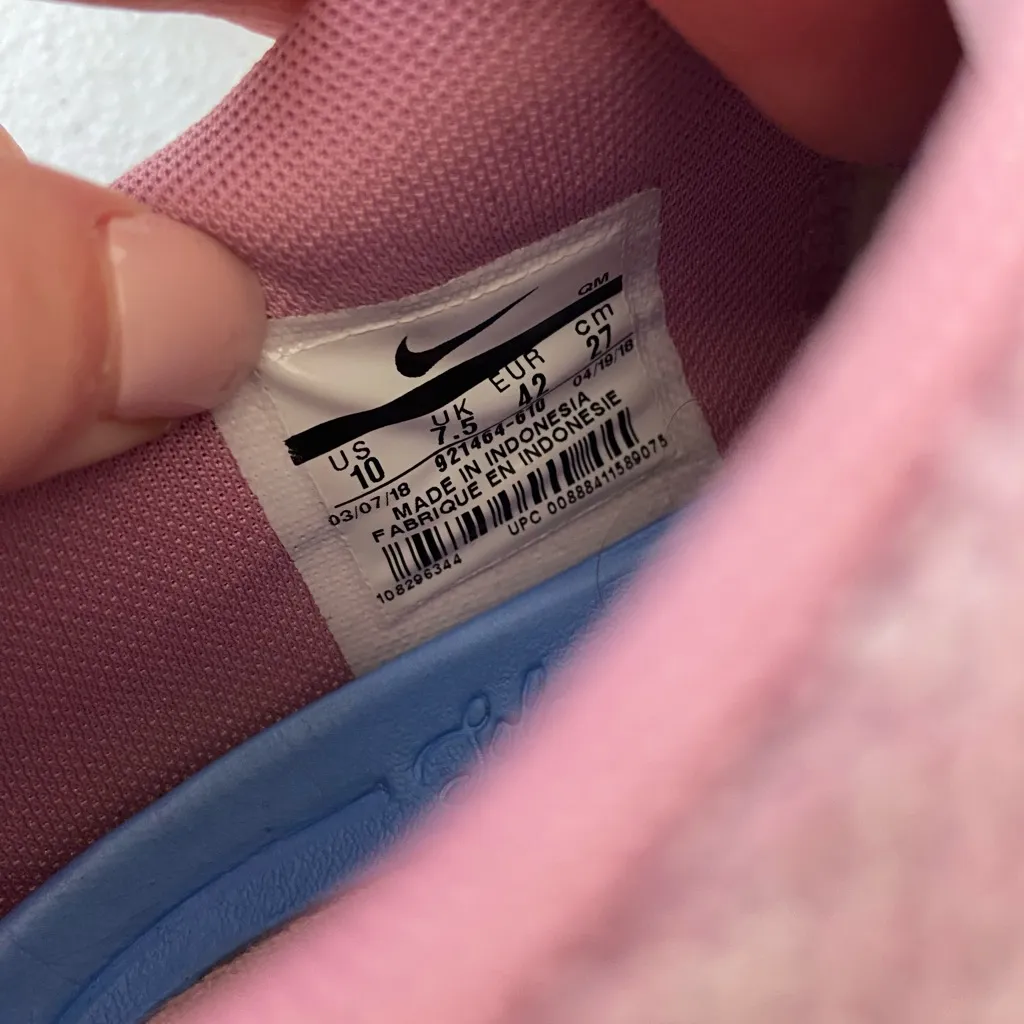 QM
US UK EUR cm
10 7.5 42 27
03/07/18 921464-610 04/19/18
MADE IN INDONESIA
FABRIQUE EN INDONESIE
108296344 UPC 00888411589075